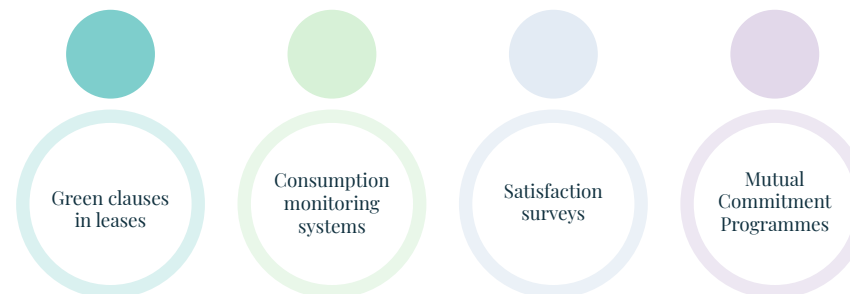 Green clauses
in leases
Consumption
monitoring
systems
Satisfaction
surveys
Mutual
Commitment
Programmes